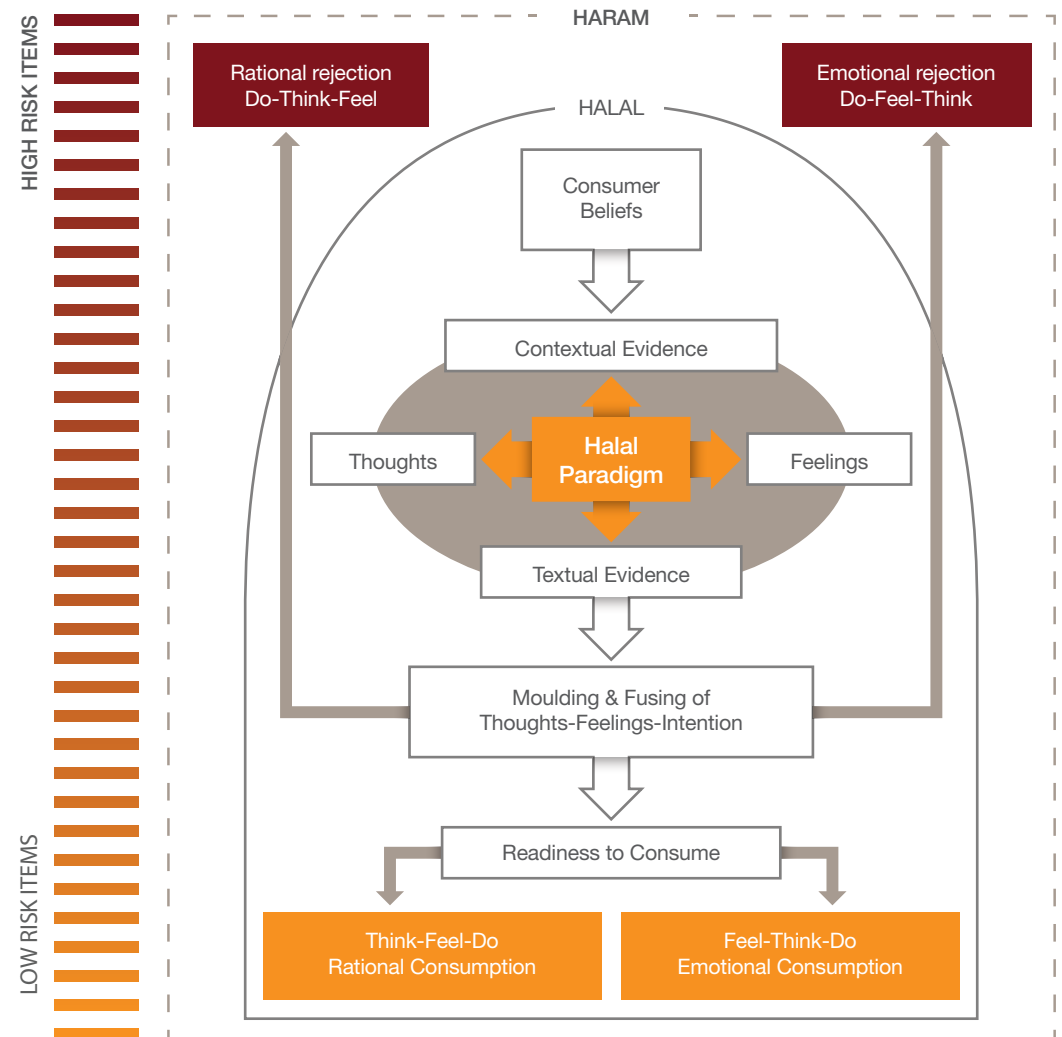 HARAM
HIGH RISK ITEMS
Rational rejection
Do-Think-Feel
Emotional rejection
Do-Feel-Think
HALAL
Consumer
Beliefs
Contextual Evidence
Thoughts
Halal
Paradigm
Feelings
Textual Evidence
Moulding & Fusing of
Thoughts-Feelings-Intention
Readiness to Consume
LOW RISK ITEMS
Think-Feel-Do
Rational Consumption
Feel-Think-Do
Emotional Consumption